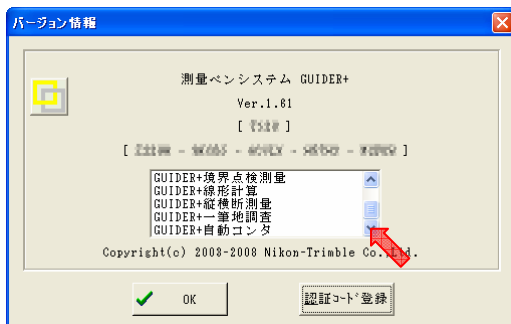 バージョン情報
測量ペンシステム GUIDER+
Ver.1.61
GUIDER+境界点検測量
GUIDER+線形計算
GUIDER+縦横断測量
GUIDER+一筆地調査
GUIDER+自動コンタ
Copyright(c) 2003-2008 Nikon-Trimble Co.,Ltd.
OK
認証コード登録